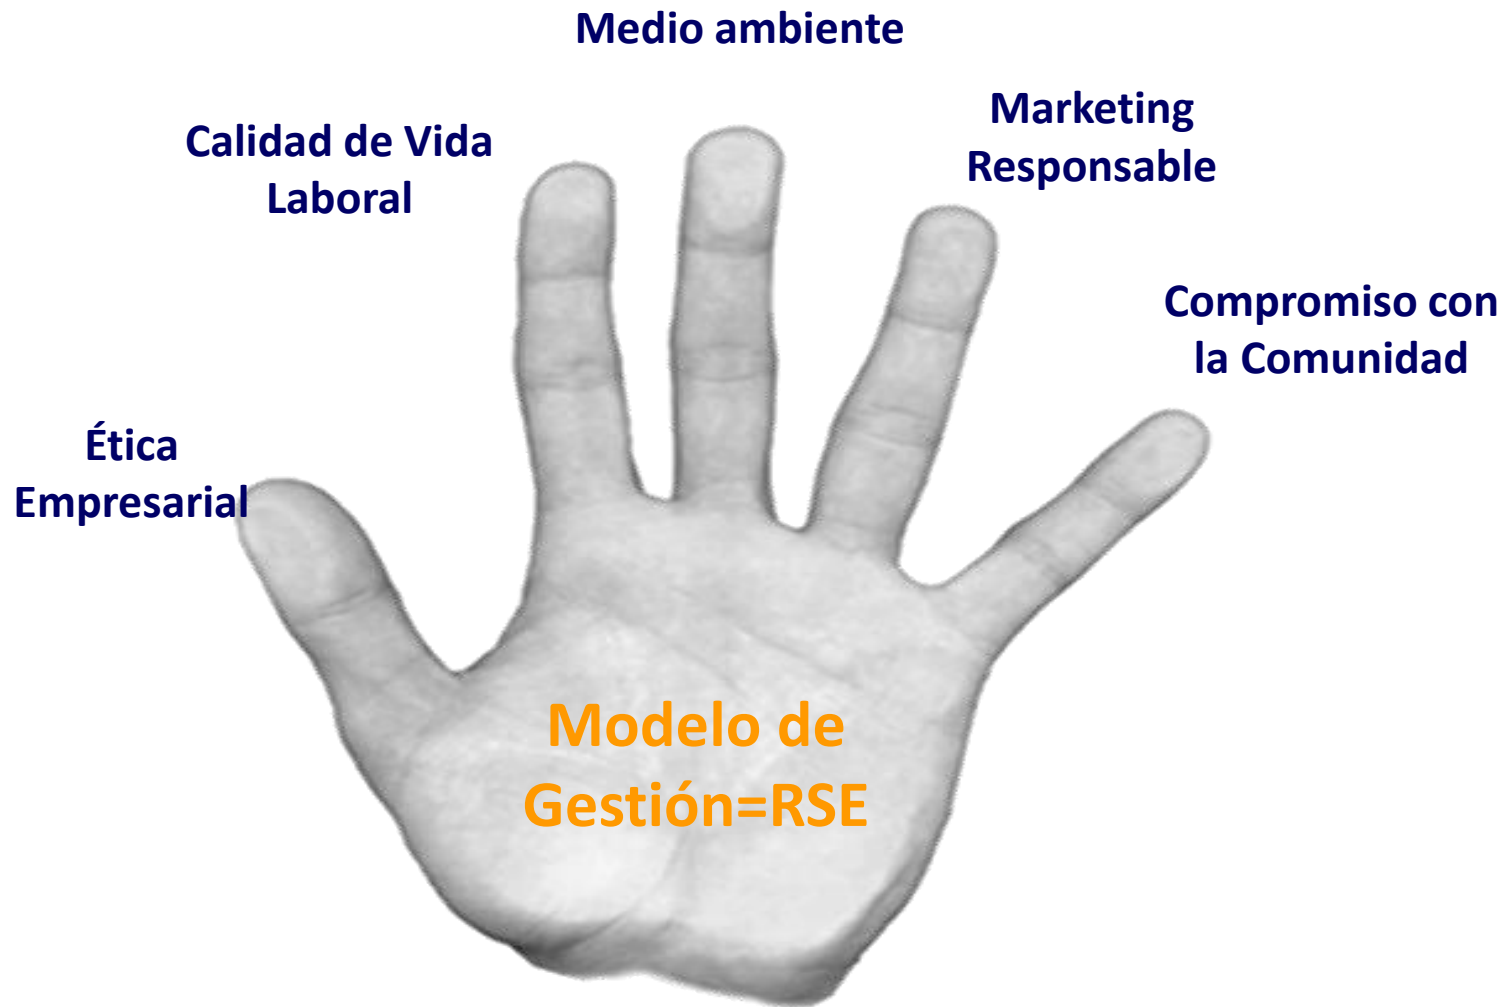 Medio ambiente
Marketing
Responsable
Calidad de Vida
Laboral
Compromiso con
la Comunidad
Ética
Empresarial
Modelo de
Gestión=RSE